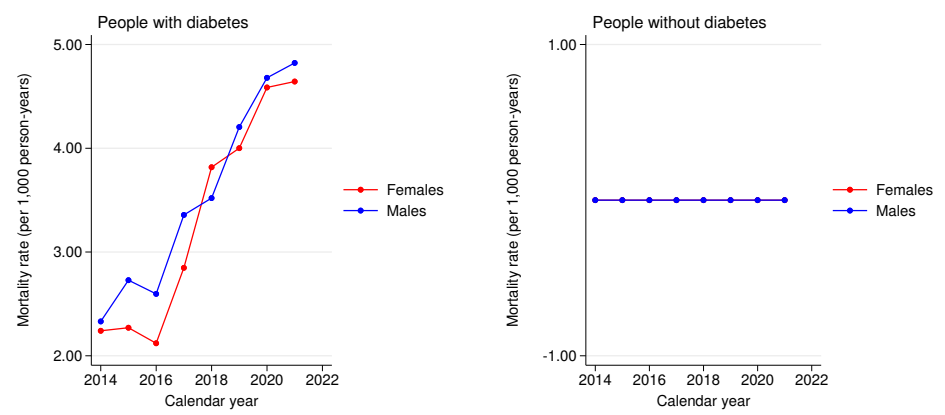 People with diabetes
5.00
4.00
3.00
2.00
Mortality rate (per 1,000 person-years)
2014 2016 2018 2020 2022
Calendar year
Females
Males
People without diabetes
1.00
-1.00
Mortality rate (per 1,000 person-years)
2014 2016 2018 2020 2022
Calendar year
Females
Males